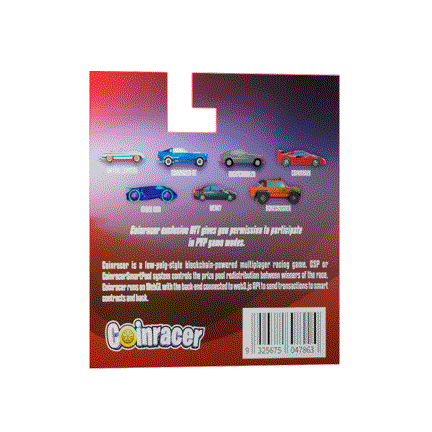 Coinracer exclusive NFT gives you permission to participate
in PVP game modes.
Coinracer is a low-poly-style blockchain-powered multiplayer racing game. CSP or
CoinracerSmartPool system controls the prize pool redistribution between winners of the race.
Coinracer runs on WebGL with the back-end connected to web3.js API to send transactions to smart
contracts and back.
Coinracer
9 325675 047863